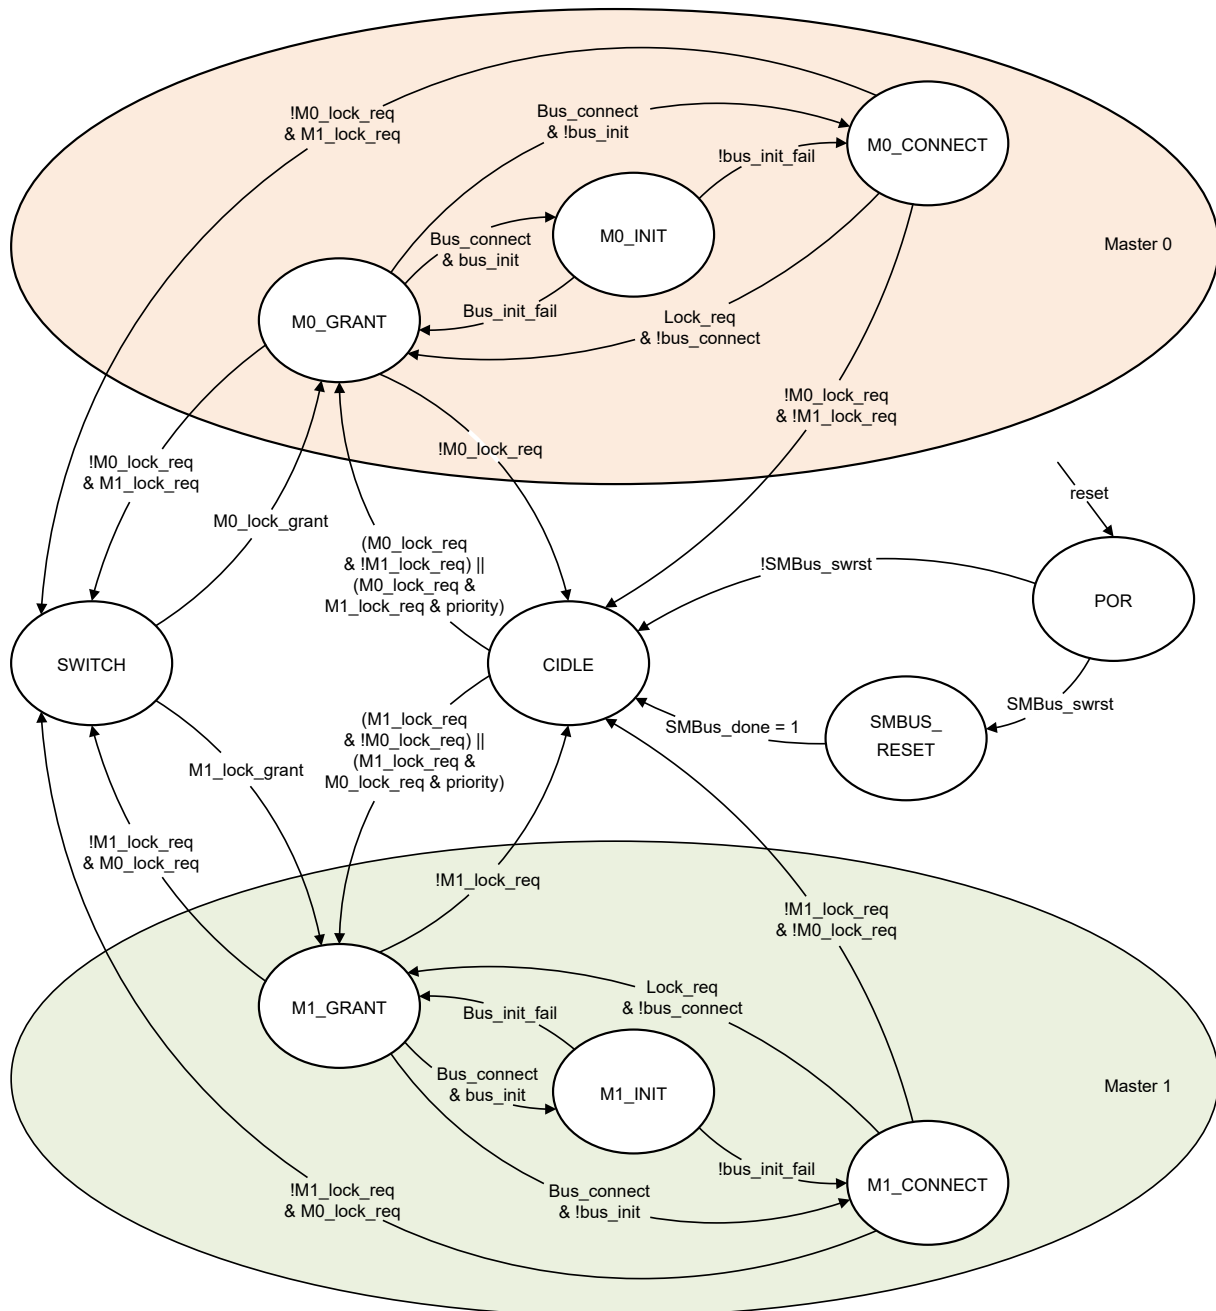 !M0_lock_req
& M1_lock_req
Bus_connect
& !bus_init
M0_CONNECT
!bus_init_fail
M0_INIT
Bus_connect
& bus_init
Master 0
M0_GRANT
Bus_init_fail
Lock_req
& !bus_connect
!M0_lock_req
& !M1_lock_req
!M0_lock_req
!M0_lock_req
& M1_lock_req
M0_lock_grant
reset
(M0_lock_req
& !M1_lock_req) ||
(M0_lock_req &
M1_lock_req & priority)
!SMBus_swrst
POR
SWITCH
CIDLE
SMBus_swrst
SMBUS_
RESET
SMBus_done = 1
(M1_lock_req
& !M0_lock_req) ||
(M1_lock_req &
M0_lock_req & priority)
M1_lock_grant
!M1_lock_req
& M0_lock_req
!M1_lock_req
!M1_lock_req
& !M0_lock_req
Lock_req
& !bus_connect
M1_GRANT
Bus_init_fail
Bus_connect
& bus_init
M1_INIT
Master 1
!bus_init_fail
M1_CONNECT
!M1_lock_req
& M0_lock_req
Bus_connect
& !bus_init